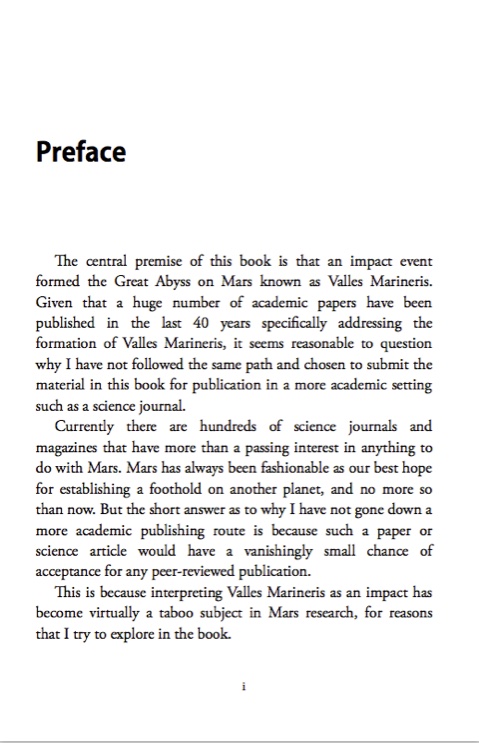 Preface
The central premise of this book is that an impact event
formed the Great Abyss on Mars known as Valles Marineris.
Given that a huge number of academic papers have been
published in the last 40 years specifically addressing the
formation of Valles Marineris, it seems reasonable to question
why I have not followed the same path and chosen to submit the
material in this book for publication in a more academic setting
such as a science journal.
Currently there are hundreds of science journals and
magazines that have more than a passing interest in anything to
do with Mars. Mars has always been fashionable as our best hope
for establishing a foothold on another planet, and no more so
than now. But the short answer as to why I have not gone down a
more academic publishing route is because such a paper or
science article would have a vanishingly small chance of
acceptance for any peer-reviewed publication.
This is because interpreting Valles Marineris as an impact has
become virtually a taboo subject in Mars research, for reasons
that I try to explore in the book.
i